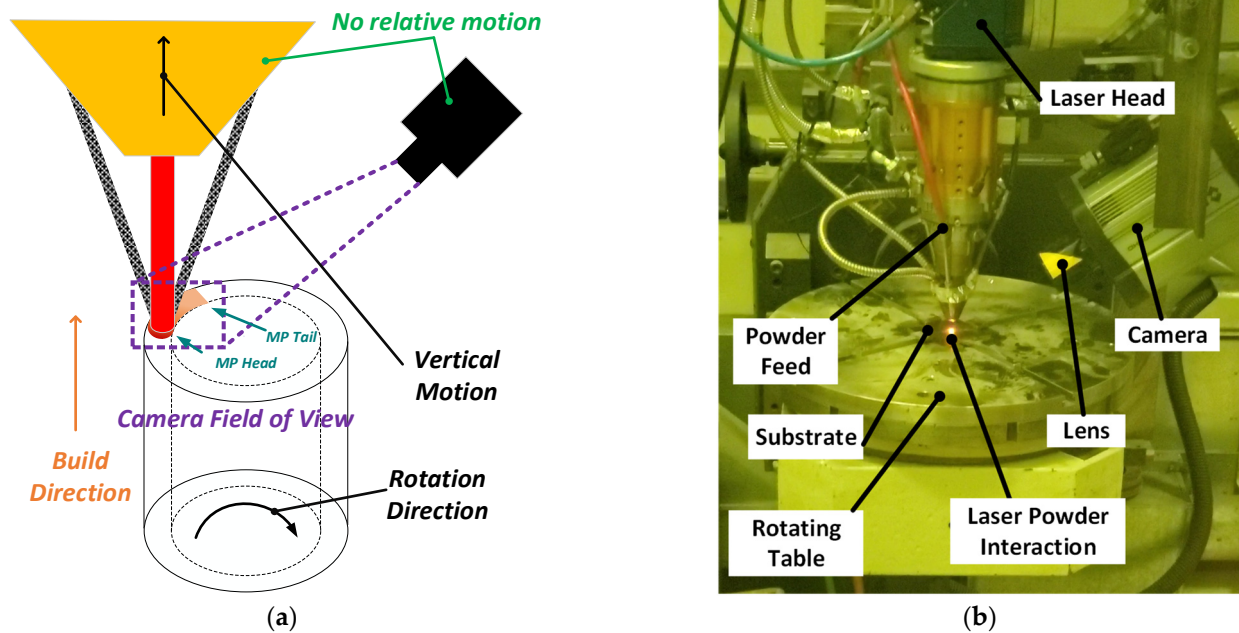 No relative motion
MP Tail
MP Head
Vertical
Motion
Camera Field of View
Build
Direction
Rotation
Direction
(a)
Laser Head
Powder
Feed
Camera
Substrate
Lens
Rotating
Table
Laser Powder
Interaction
(b)